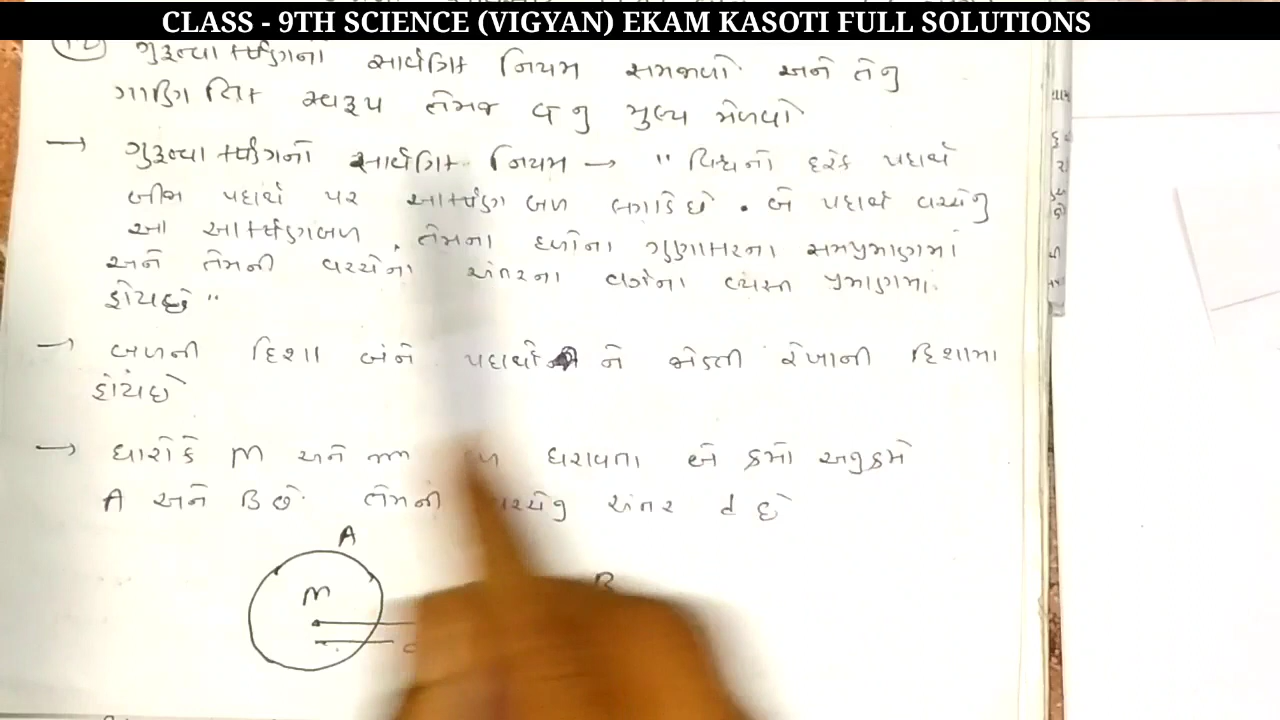 CLASS - 9TH SCIENCE (VIGYAN) EKAM KASOTI FULL SOLUTIONS
ગુરુત્વાકર્ષણનો સાર્વત્રિક નિયમ સમજાવો અને તેનું
ગાણિતિક સ્વરૂપ તેમજ G નુ મુલ્ય મેળવો
→ ગુરુત્વાકર્ષણનો સાર્વત્રિક નિયમ → "વિશ્વનો દરેક પદાર્થ
બીજા પદાર્થ પર આકર્ષણ બળ લગાડે છે. બે પદાર્થ વચ્ચેનુ
આ આકર્ષણબળ, તેમના દળોના ગુણાકારના સમપ્રમાણમાં
અને તેમની વચ્ચેના અંતરના વર્ગના વ્યસ્ત પ્રમાણમાં
હોય છે "
→ બળની દિશા બંને પદાર્થો ને જોડતી રેખાની દિશામા
હોય છે
→ ધારોકે M અને m ધરાવતા બે અનુક્રમે
A અને B છે. તેમની અંતર d છે
A
B
M